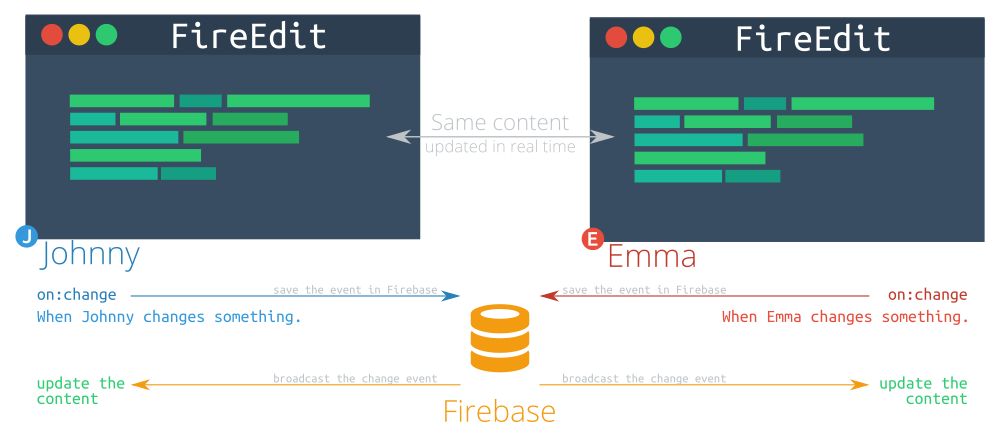 FireEdit
FireEdit
Same content
updated in real time
J
Johnny
E
Emma
on:change
save the event in Firebase
save the event in Firebase
on:change
When Johnny changes something.
When Emma changes something.
update the
content
broadcast the change event
broadcast the change event
update the
content
Firebase